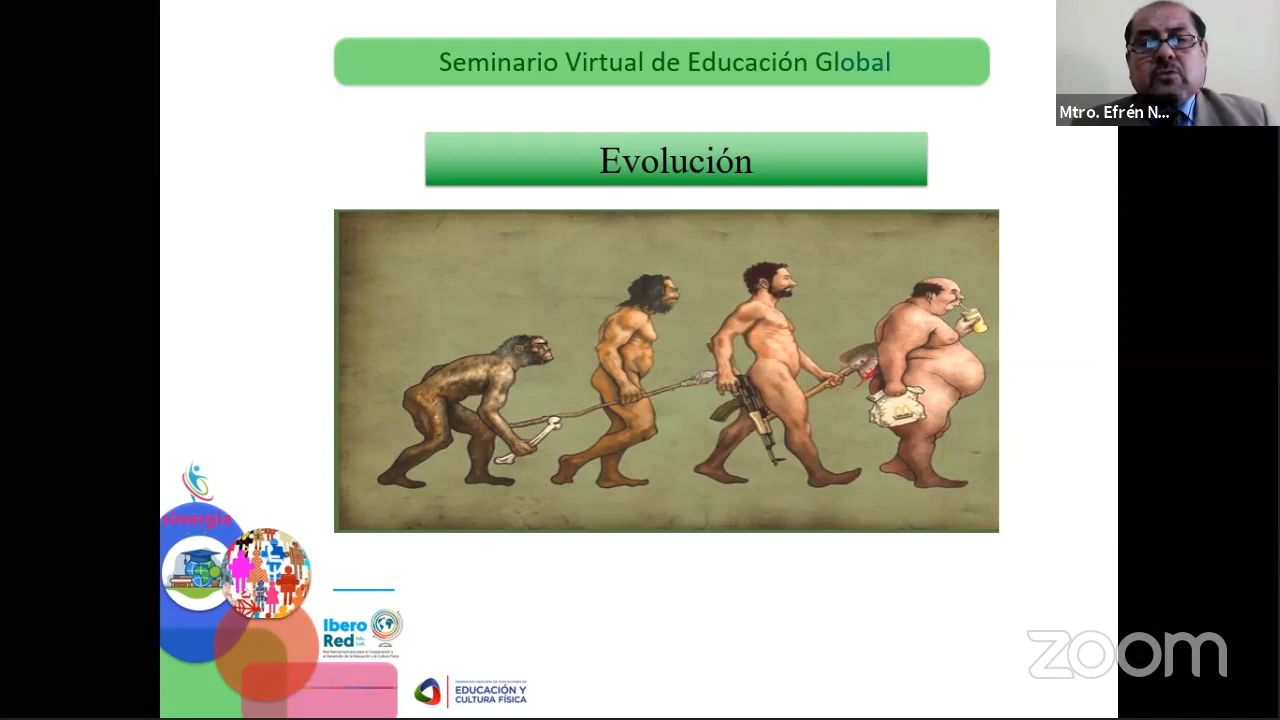 Seminario Virtual de Educación Global
Mtro. Efrén N...
Evolución
sinergia
Ibero
Red
EDUCACIÓN Y
CULTURA FÍSICA
zoom